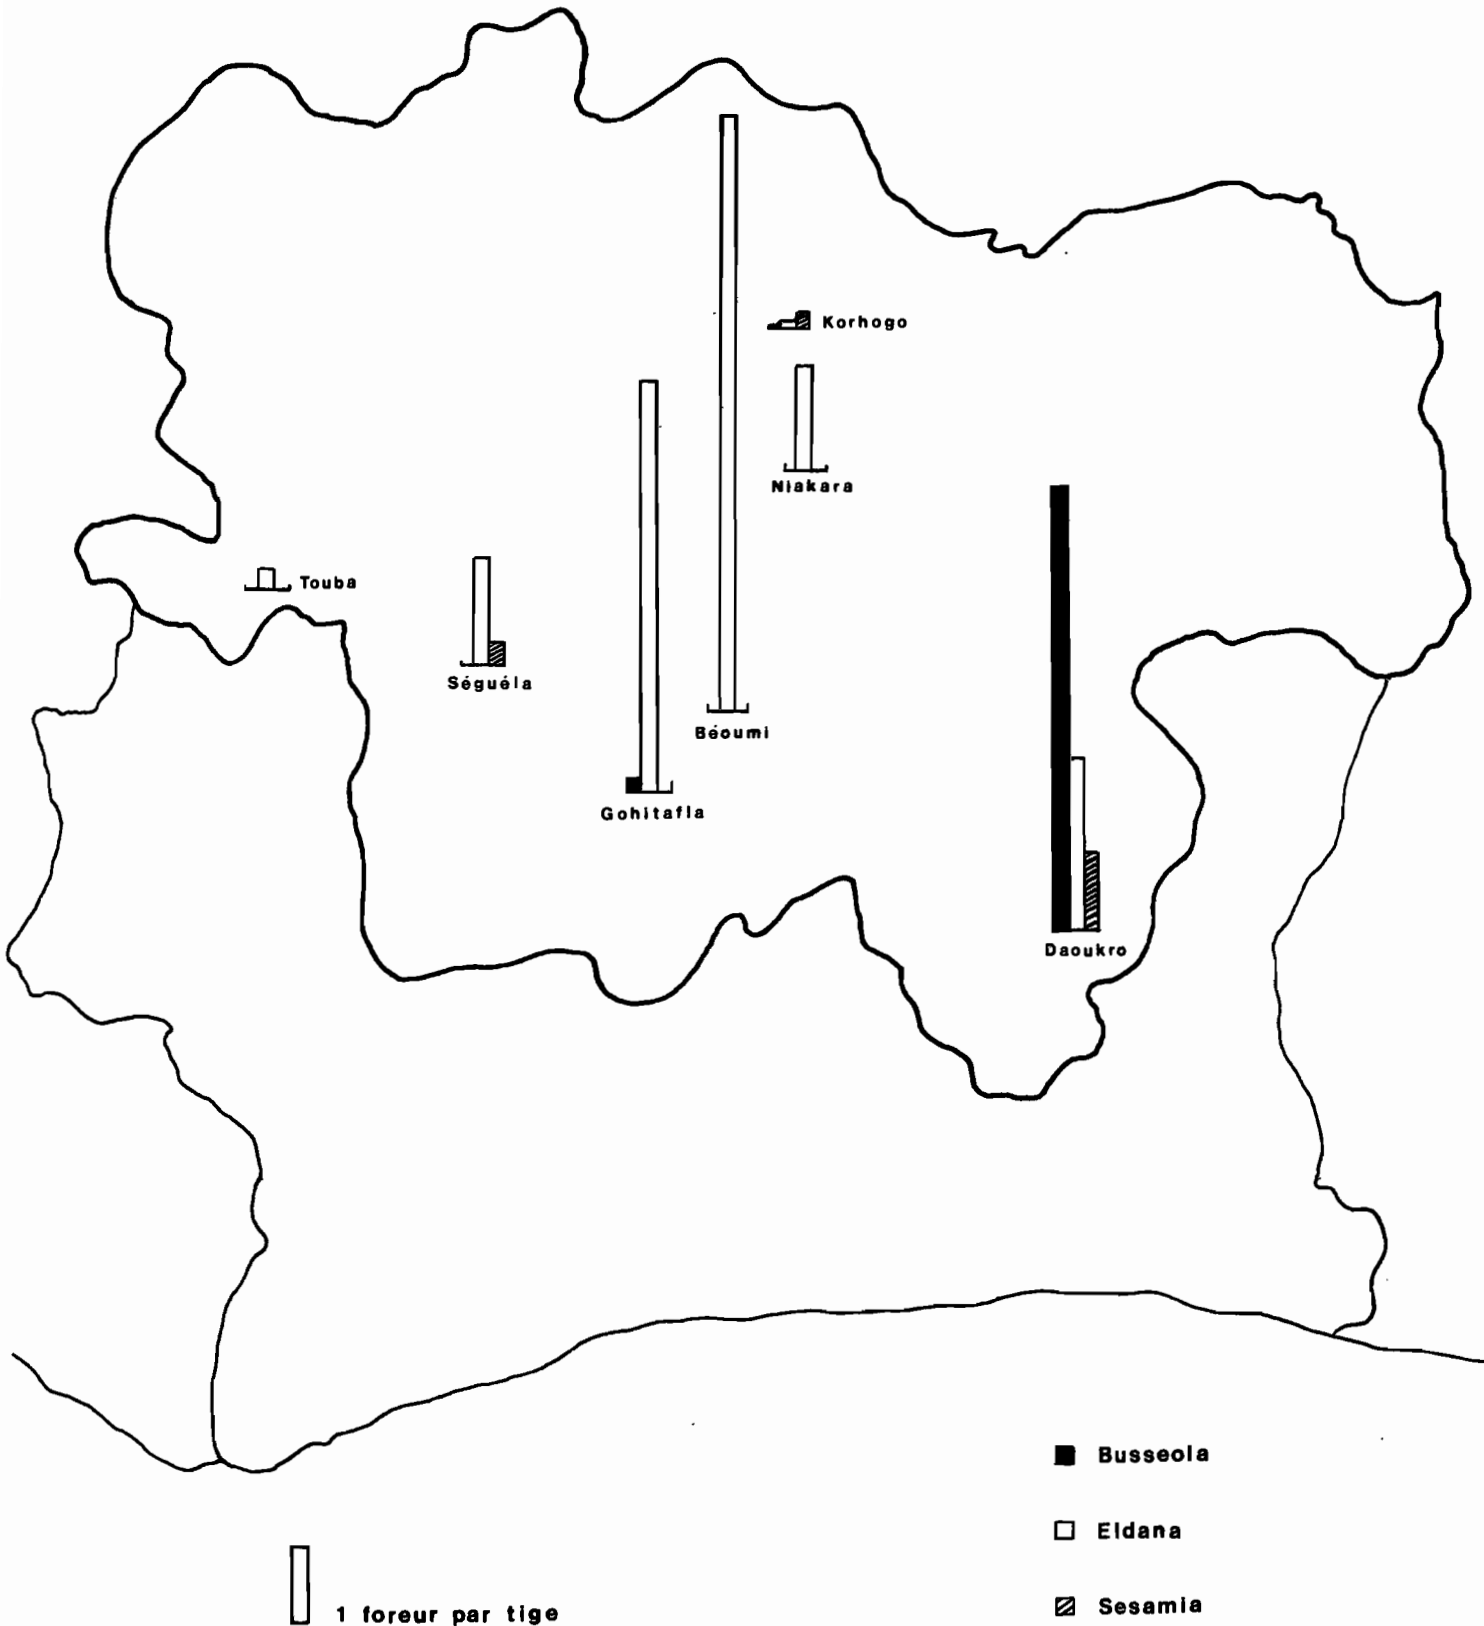 Korhogo
Niakara
Touba
Séguéla
Béoumi
Gohitafla
Daoukro
Busseola
Eldana
1 foreur par tige
Sesamia